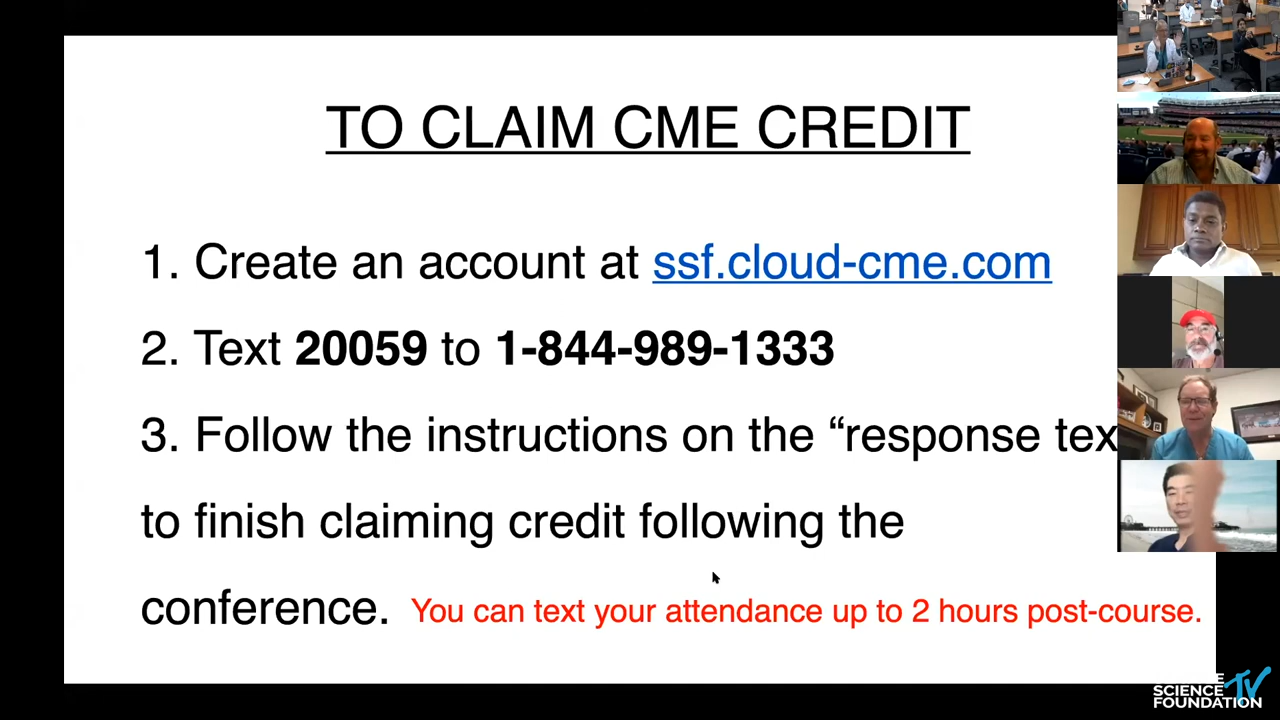 TO CLAIM CME CREDIT
1. Create an account at ssf.cloud-cme.com
2. Text 20059 to 1-844-989-1333
3. Follow the instructions on the “response tex
to finish claiming credit following the
conference. You can text your attendance up to 2 hours post-course.
SCIENCE TV
FOUNDATION